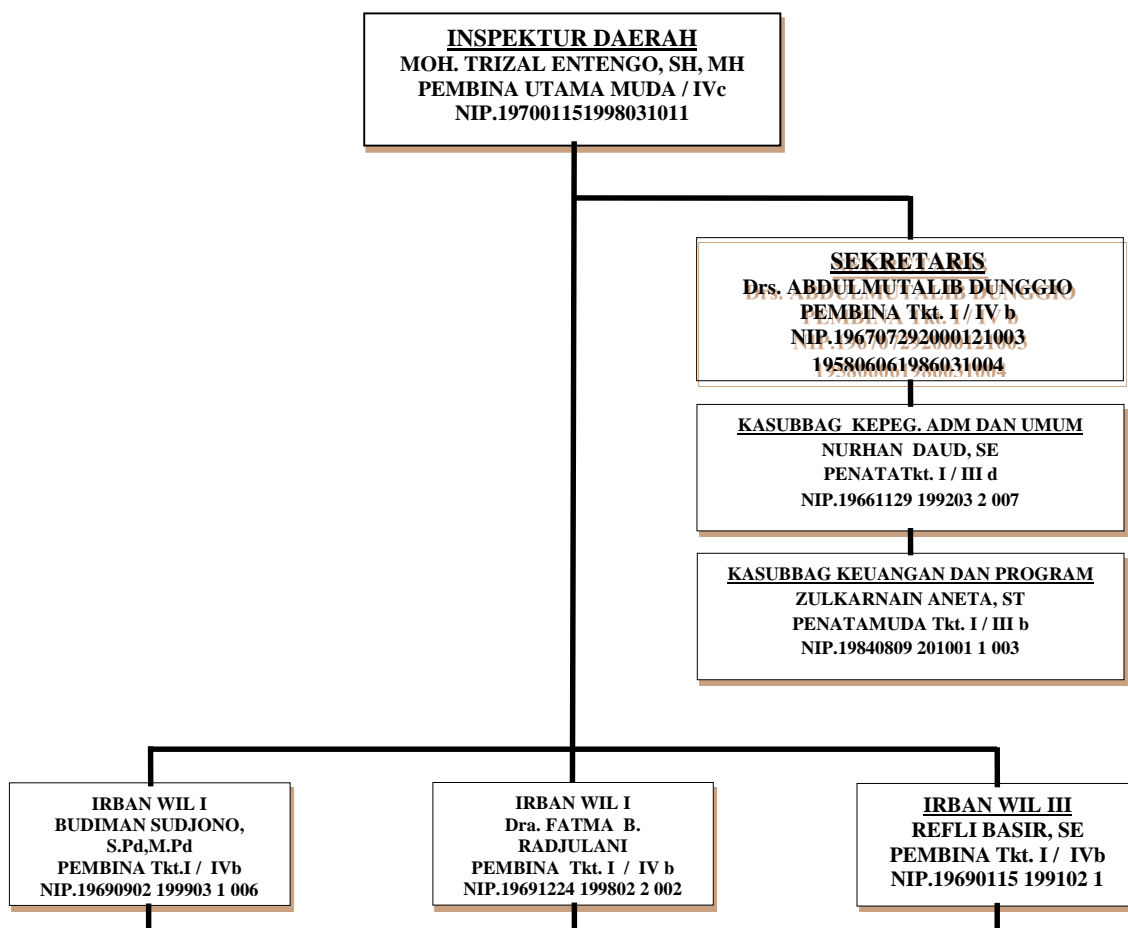 INSPEKTUR DAERAH
MOH. TRIZAL ENTENGO, SH, MH
PEMBINA UTAMA MUDA / IVc
NIP.197001151998031011
SEKRETARIS
Drs. ABDULMUTALIB DUNGGIO
PEMBINA Tkt. I / IV b
NIP.196707292000121003
195806061986031004
KASUBBAG KEPEG. ADM DAN UMUM
NURHAN DAUD, SE
PENATATkt. I / III d
NIP.19661129 199203 2 007
KASUBBAG KEUANGAN DAN PROGRAM
ZULKARNAIN ANETA, ST
PENATAMUDA Tkt. I / III b
NIP.19840809 201001 1 003
IRBAN WIL I
BUDIMAN SUDJONO,
S.Pd,M.Pd
PEMBINA Tkt.I / IVb
NIP.19690902 199903 1 006
IRBAN WIL I
Dra. FATMA B.
RADJULANI
PEMBINA Tkt. I / IV b
NIP.19691224 199802 2 002
IRBAN WIL III
REFLI BASIR, SE
PEMBINA Tkt. I / IVb
NIP.19690115 199102 1